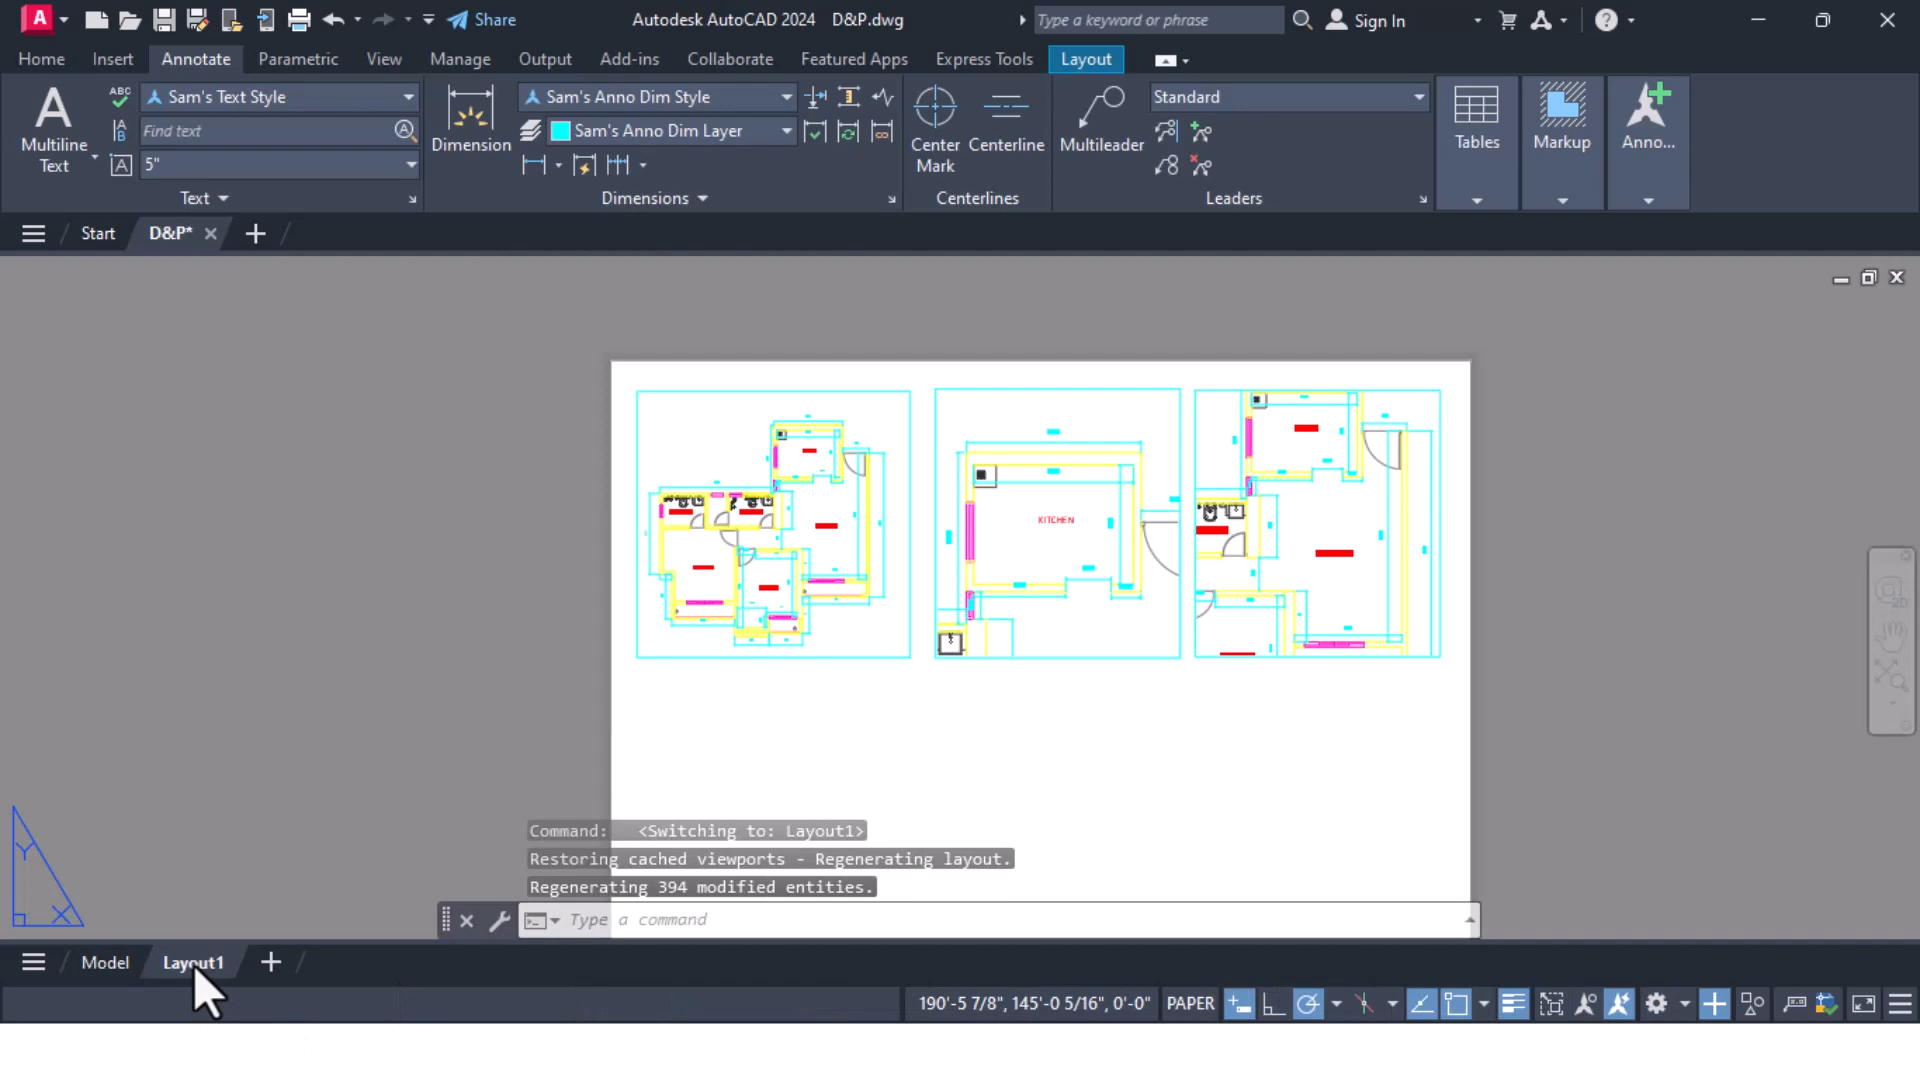 A Share Autodesk AutoCAD 2024 D&P.dwg Type a keyword or phrase Sign In
Home Insert Annotate Parametric View Manage Output Add-ins Collaborate Featured Apps Express Tools Layout
A
Multiline
Text
ABC
Sam's Text Style
Find text
5"
Text
Dimension
Sam's Anno Dim Style
Sam's Anno Dim Layer
Dimensions
Center
Mark
Centerline
Centerlines
Multileader
Standard
Leaders
Tables
Markup
Anno...
Start D&P*
KITCHEN
2D
Y
X
Command: <Switching to: Layout1>
Restoring cached viewports - Regenerating layout.
Regenerating 394 modified entities.
Type a command
Model Layout1
190'-5 7/8", 145'-0 5/16", 0'-0" PAPER